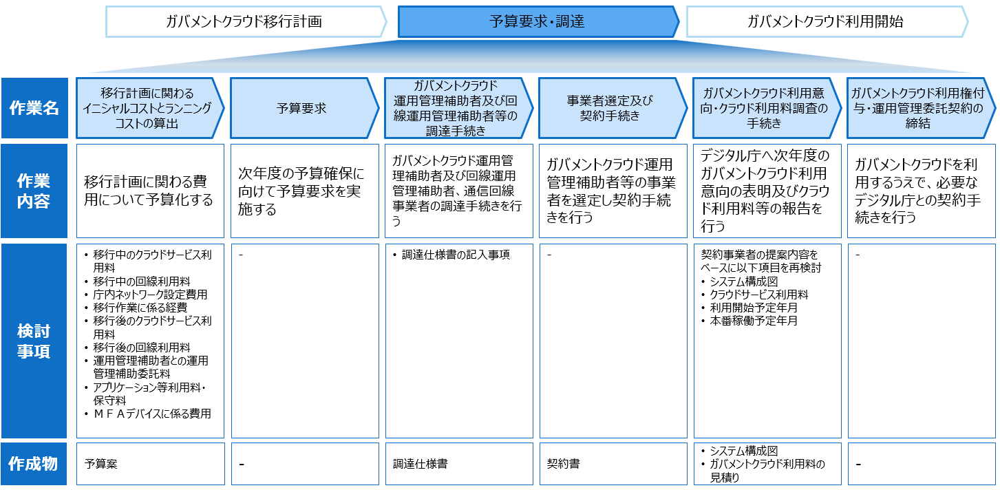 ガバメントクラウド移行計画
予算要求・調達
ガバメントクラウド利用開始
作業名
移行計画に関わる
イニシャルコストとランニング
コストの算出
予算要求
ガバメントクラウド
運用管理補助者及び回
線運用管理補助者等の
調達手続き
事業者選定及び
契約手続き
ガバメントクラウド利用意
向・クラウド利用料調査の
手続き
ガバメントクラウド利用権付
与・運用管理委託契約の
締結
作業
内容
移行計画に関わる費
用について予算化する
次年度の予算確保に
向けて予算要求を実
施する
ガバメントクラウド運用管
理補助者及び回線運用
管理補助者、通信回線
事業者の調達手続きを行
う
ガバメントクラウド運用
管理補助者等の事業
者を選定し契約手続
きを行う
デジタル庁へ次年度の
ガバメントクラウド利用
意向の表明及びクラウ
ド利用料等の報告を
行う
ガバメントクラウドを利
用するうえで、必要な
デジタル庁との契約手
続きを行う
検討
事項
• 移行中のクラウドサービス利
用料
• 移行中の回線利用料
• 庁内ネットワーク設定費用
• 移行作業に係る経費
• 移行後のクラウドサービス利
用料
• 移行後の回線利用料
• 運用管理補助者との運用
管理補助委託料
• アプリケーション等利用料・
保守料
• ＭＦＡデバイスに係る費用
-
• 調達仕様書の記入事項
-
契約事業者の提案内容を
ベースに以下項目を再検討
• システム構成図
• クラウドサービス利用料
• 利用開始予定年月
• 本番稼働予定年月
-
作成物
予算案
-
調達仕様書
契約書
• システム構成図
• ガバメントクラウド利用料の
見積り
-